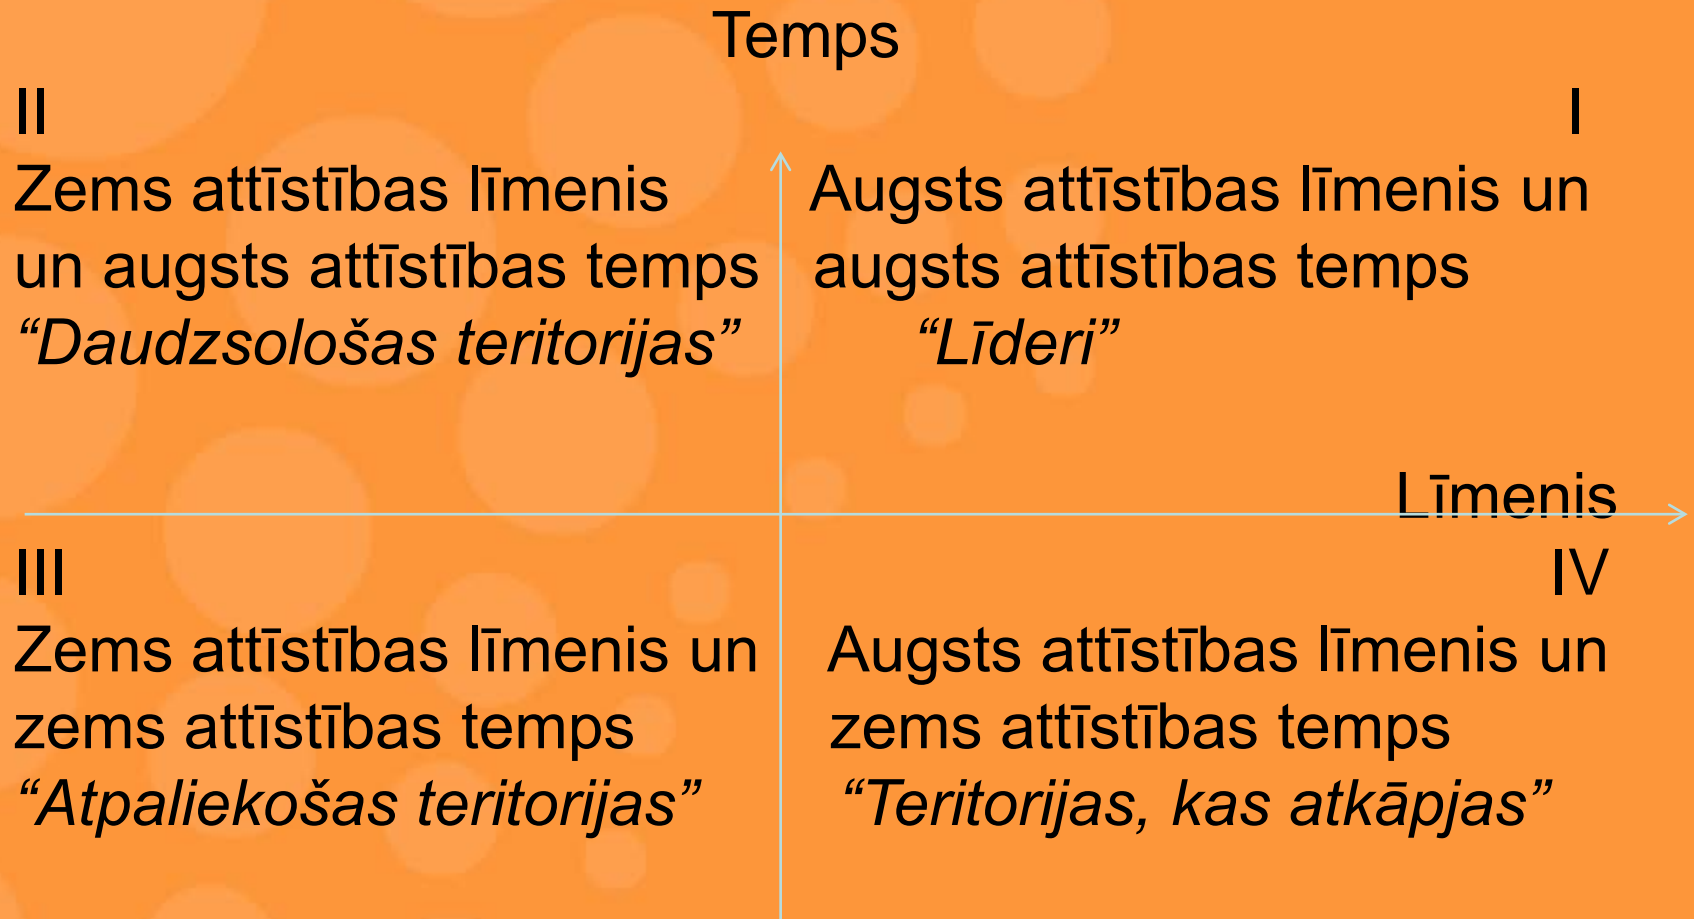 Temps
II
I
Zems attīstības līmenis
un augsts attīstības temps
“Daudzsološas teritorijas”
Augsts attīstības līmenis un
augsts attīstības temps
“Līderi”
Līmenis
III
IV
Zems attīstības līmenis un
zems attīstības temps
“Atpaliekošas teritorijas”
Augsts attīstības līmenis un
zems attīstības temps
“Teritorijas, kas atkāpjas”